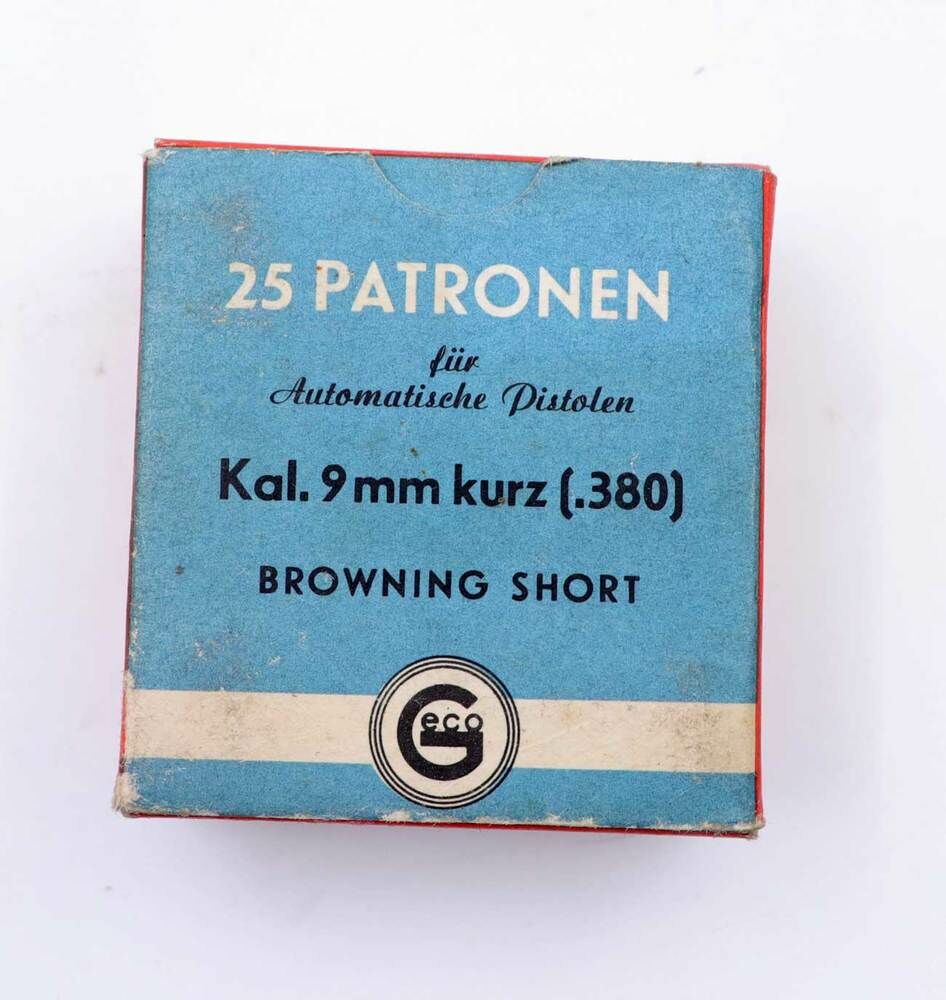 25 PATRONEN
für
Automatische Pistolen
Kal. 9 mm kurz (.380)
BROWNING SHORT
Geco